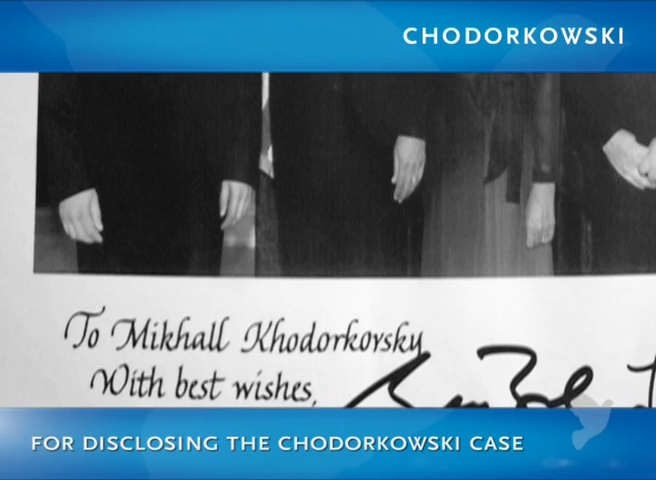 CHODORKOWSKI
To Mikhall Khodorkovsky
With best wishes,
FOR DISCLOSING THE CHODORKOWSKI CASE